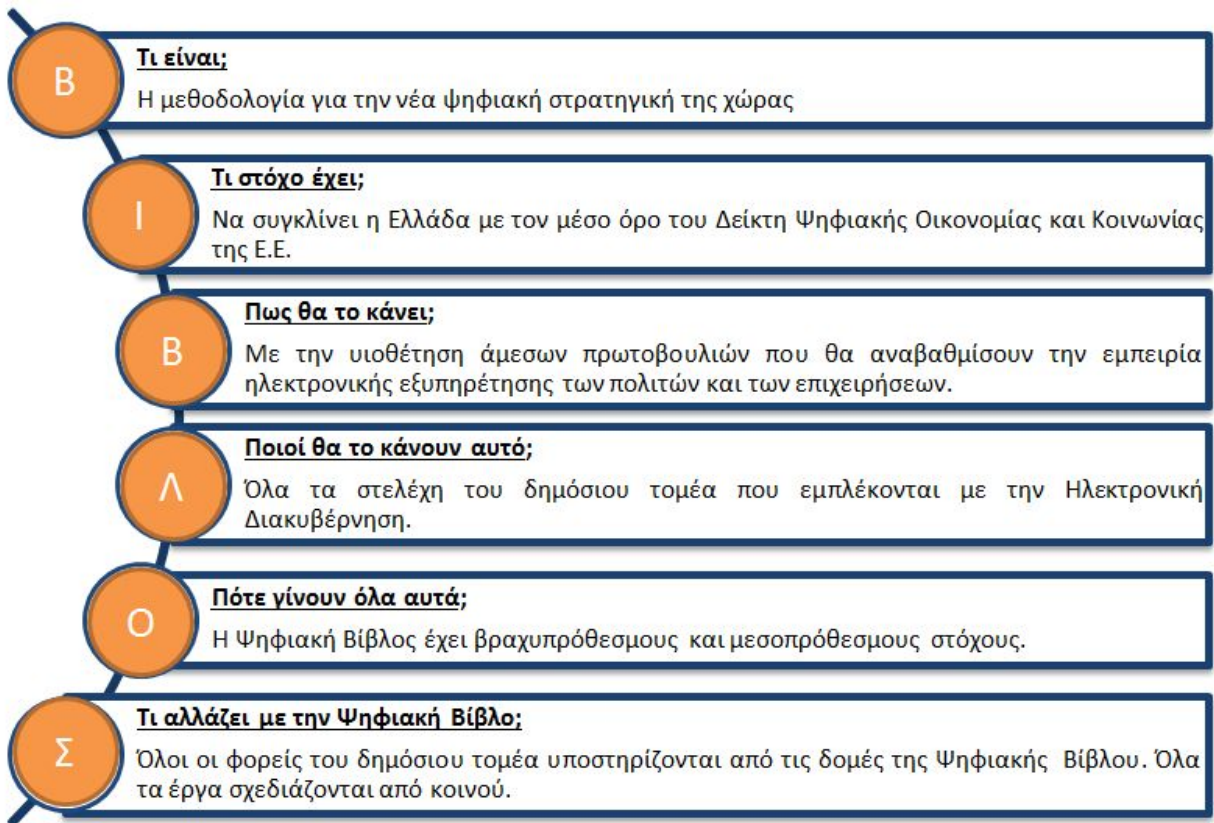 Β
Τι είναι;
Η μεθοδολογία για την νέα ψηφιακή στρατηγική της χώρας
Ι
Τι στόχο έχει;
Να συγκλίνει η Ελλάδα με τον μέσο όρο του Δείκτη Ψηφιακής Οικονομίας και Κοινωνίας
της Ε.Ε.
Β
Πως θα το κάνει;
Με την υιοθέτηση άμεσων πρωτοβουλιών που θα αναβαθμίσουν την εμπειρία
ηλεκτρονικής εξυπηρέτησης των πολιτών και των επιχειρήσεων.
Λ
Ποιοί θα το κάνουν αυτό;
Όλα τα στελέχη του δημόσιου τομέα που εμπλέκονται με την Ηλεκτρονική
Διακυβέρνηση.
Ο
Πότε γίνουν όλα αυτά;
Η Ψηφιακή Βίβλος έχει βραχυπρόθεσμους και μεσοπρόθεσμους στόχους.
Σ
Τι αλλάζει με την Ψηφιακή Βίβλο;
Όλοι οι φορείς του δημόσιου τομέα υποστηρίζονται από τις δομές της Ψηφιακής Βίβλου. Όλα
τα έργα σχεδιάζονται από κοινού.